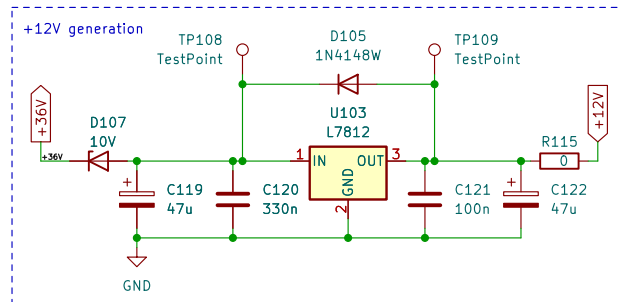 +12V generation
TP108
TestPoint
D105
1N4148W
TP109
TestPoint
+36V
+36V
D107
10V
U103
L7812
1
IN
OUT
3
GND
2
+12V
R115
0
+
C119
47u
C120
330n
C121
100n
+
C122
47u
GND